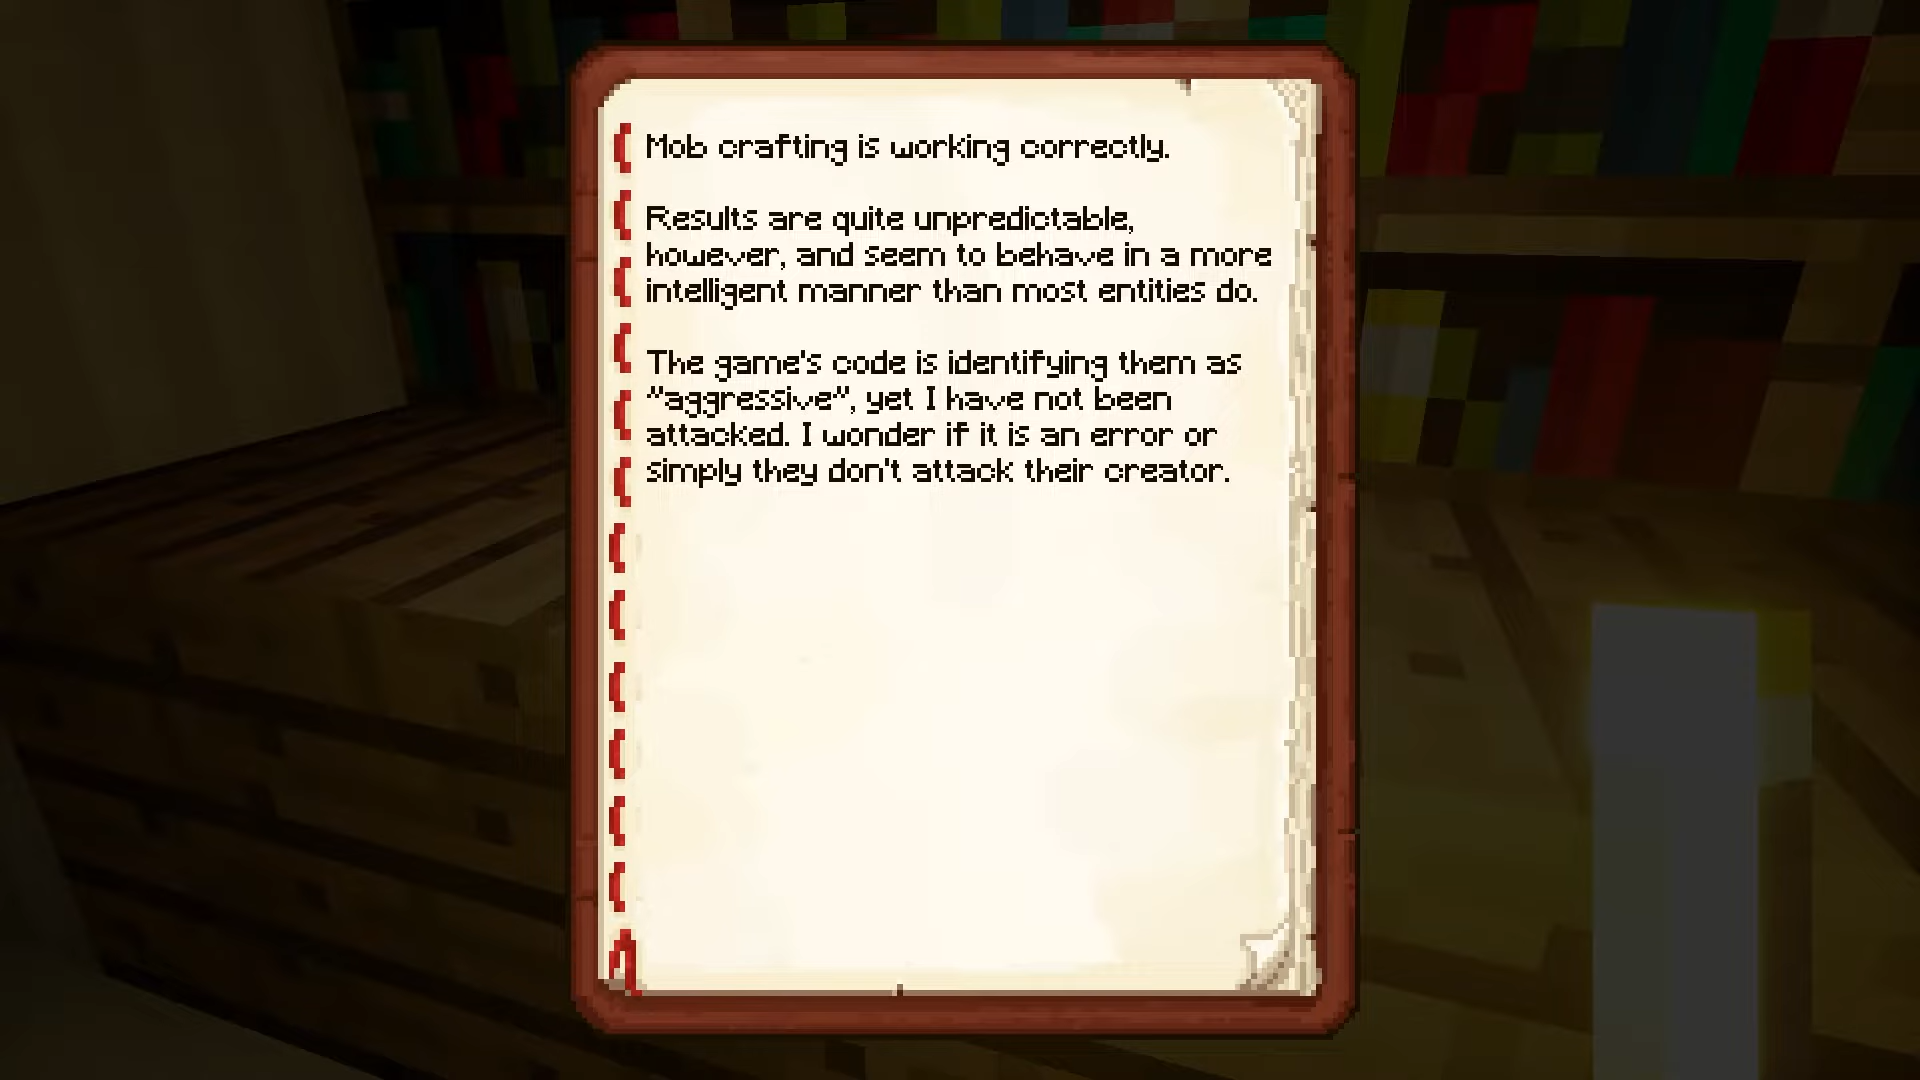 Mob crafting is working correctly.
Results are quite unpredictable,
however, and seem to behave in a more
intelligent manner than most entities do.
The game's code is identifying them as
"aggressive", yet I have not been
attacked. I wonder if it is an error or
simply they don't attack their creator.